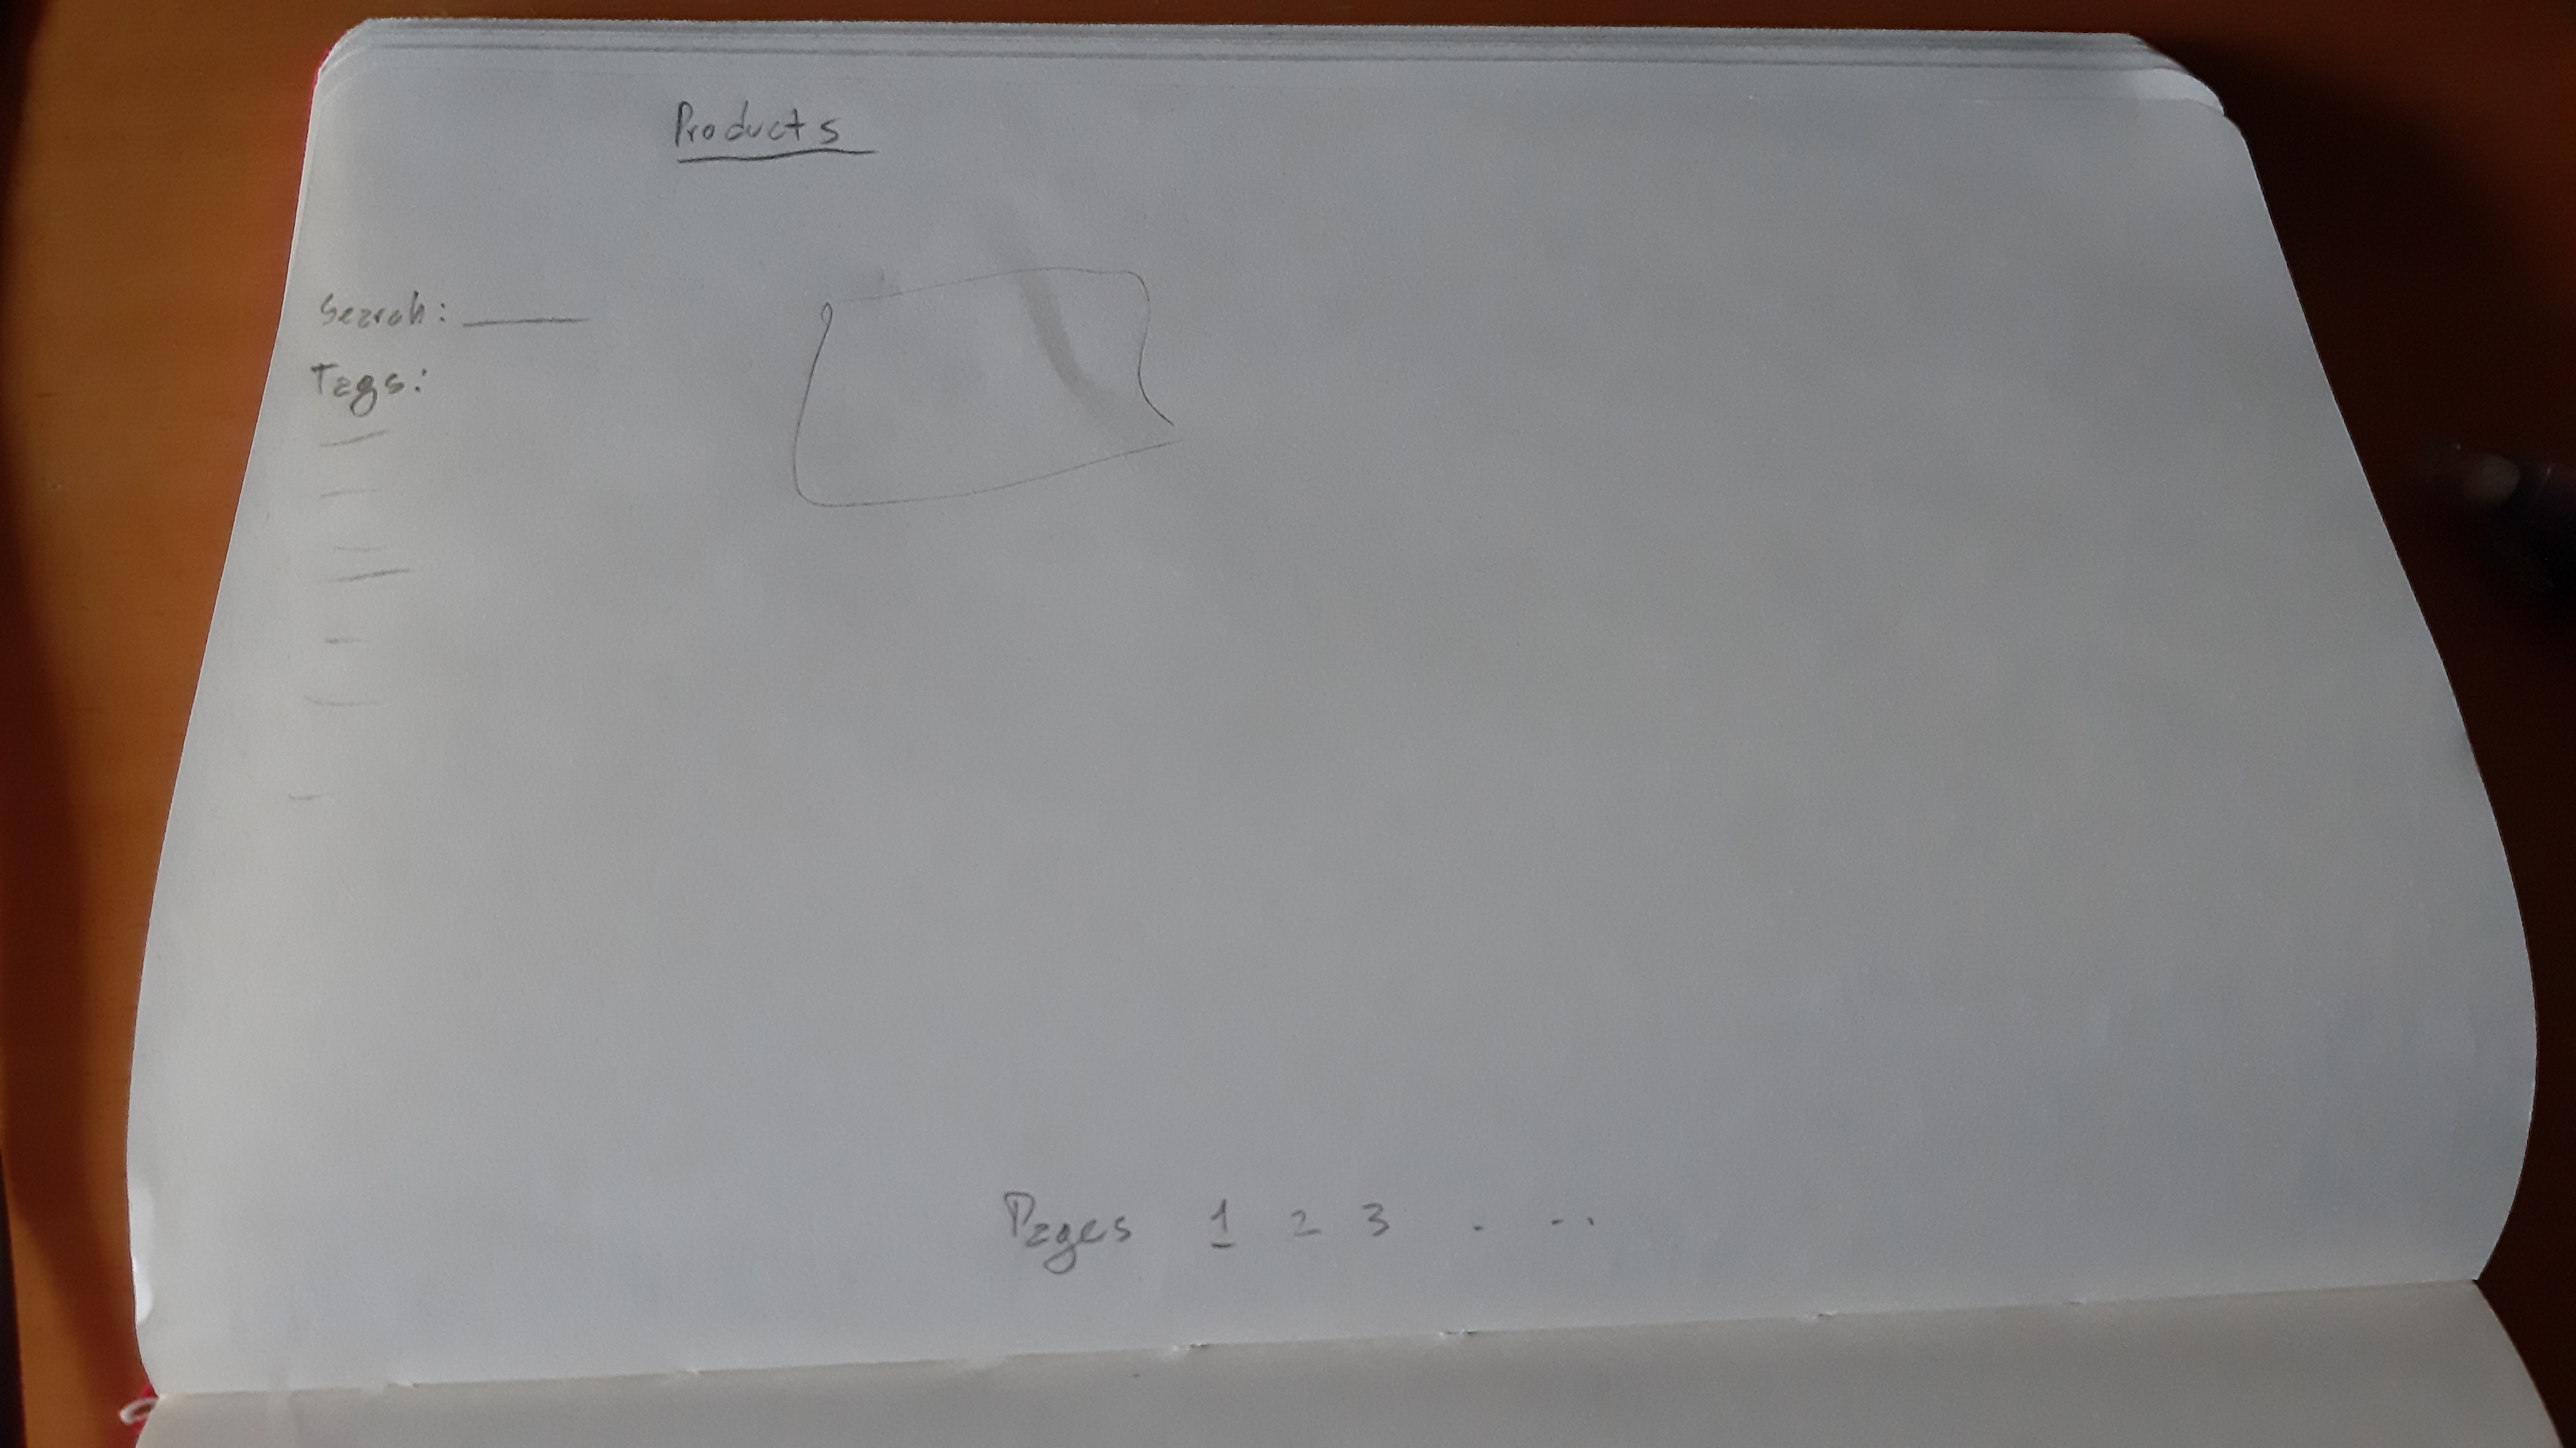 Products
Search:
Tags:
Pages 1 2 3 . . .